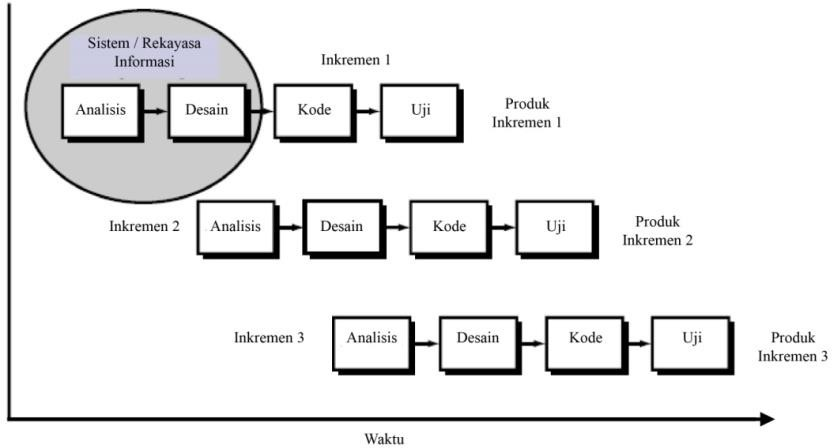 Sistem / Rekayasa
Informasi
Inkremen 1
Analisis
Desain
Kode
Uji
Produk
Inkremen 1
Inkremen 2
Analisis
Desain
Kode
Uji
Produk
Inkremen 2
Inkremen 3
Analisis
Desain
Kode
Uji
Produk
Inkremen 3
Waktu